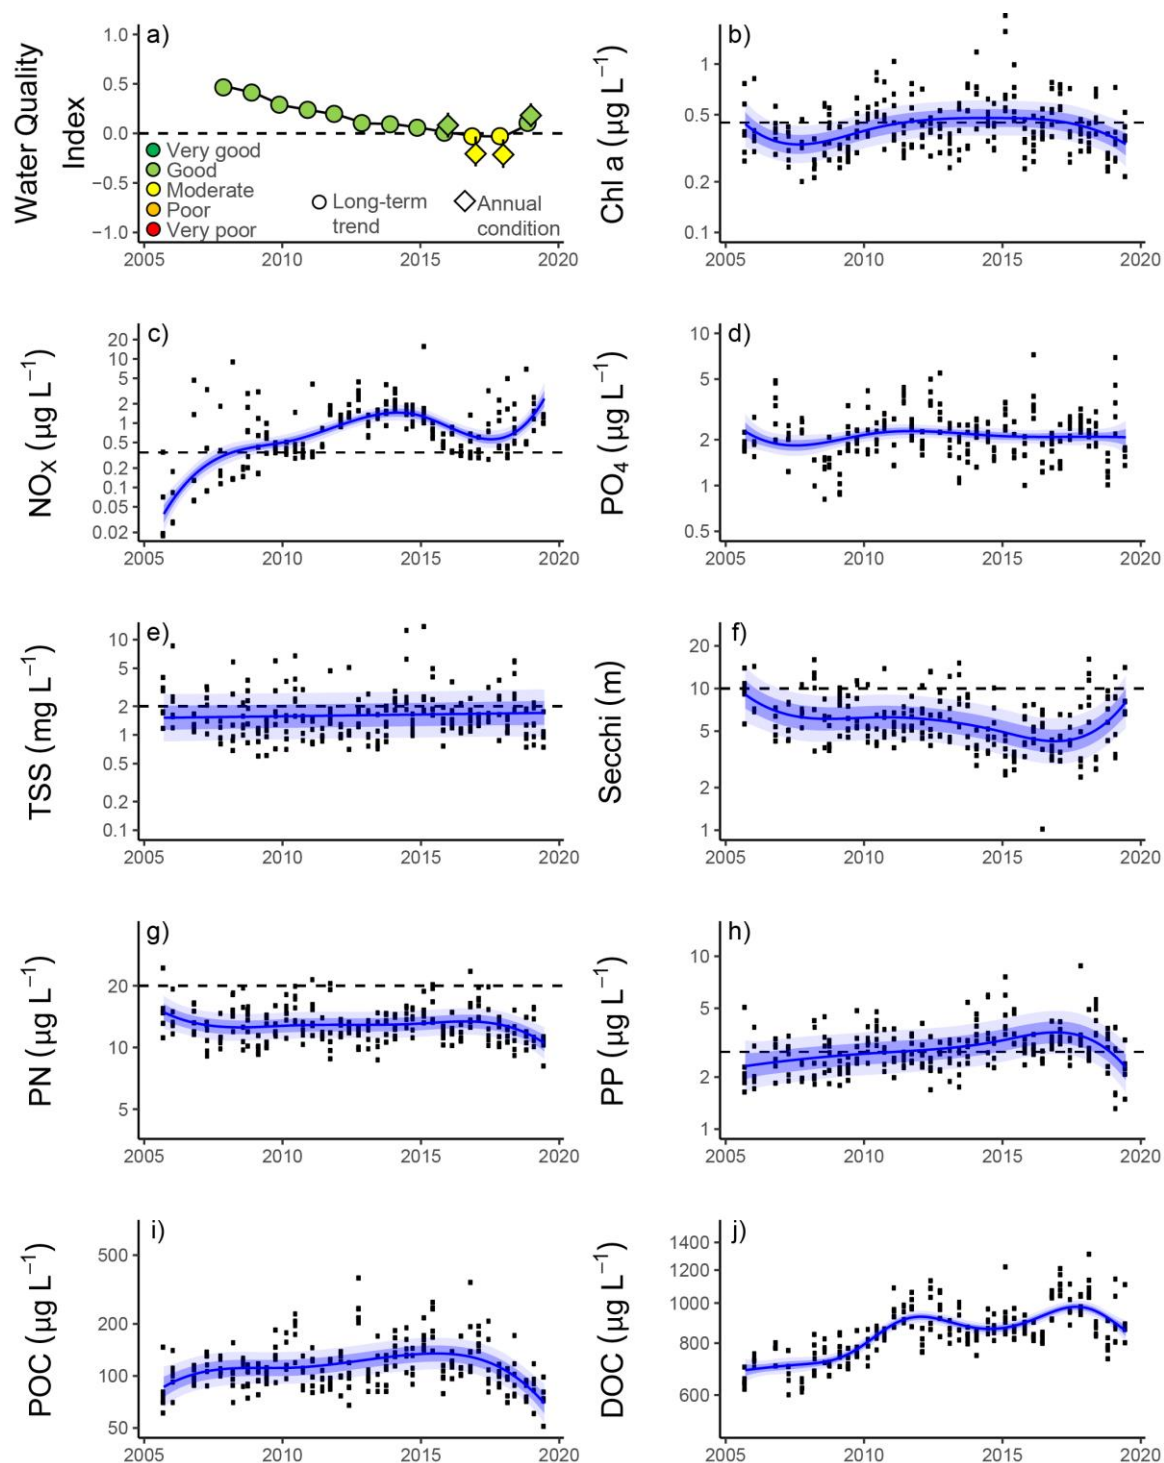 a)
Water Quality
Index
1.0
0.5
0.0
−0.5
−1.0
Very good
Good
Moderate
Poor
Very poor
Long-term
trend
Annual
condition
2005 2010 2015 2020
b)
Chl a (µg L⁻¹)
1
0.5
0.2
0.1
2005 2010 2015 2020
c)
NOₓ (µg L⁻¹)
20
10
5
2
1
0.5
0.2
0.1
0.05
0.02
2005 2010 2015 2020
d)
PO₄ (µg L⁻¹)
10
5
2
1
0.5
2005 2010 2015 2020
e)
TSS (mg L⁻¹)
10
5
2
1
0.5
0.2
0.1
2005 2010 2015 2020
f)
Secchi (m)
20
10
5
2
1
2005 2010 2015 2020
g)
PN (µg L⁻¹)
20
10
5
2005 2010 2015 2020
h)
PP (µg L⁻¹)
10
5
2
1
2005 2010 2015 2020
i)
POC (µg L⁻¹)
500
200
100
50
2005 2010 2015 2020
j)
DOC (µg L⁻¹)
1400
1200
1000
800
600
2005 2010 2015 2020